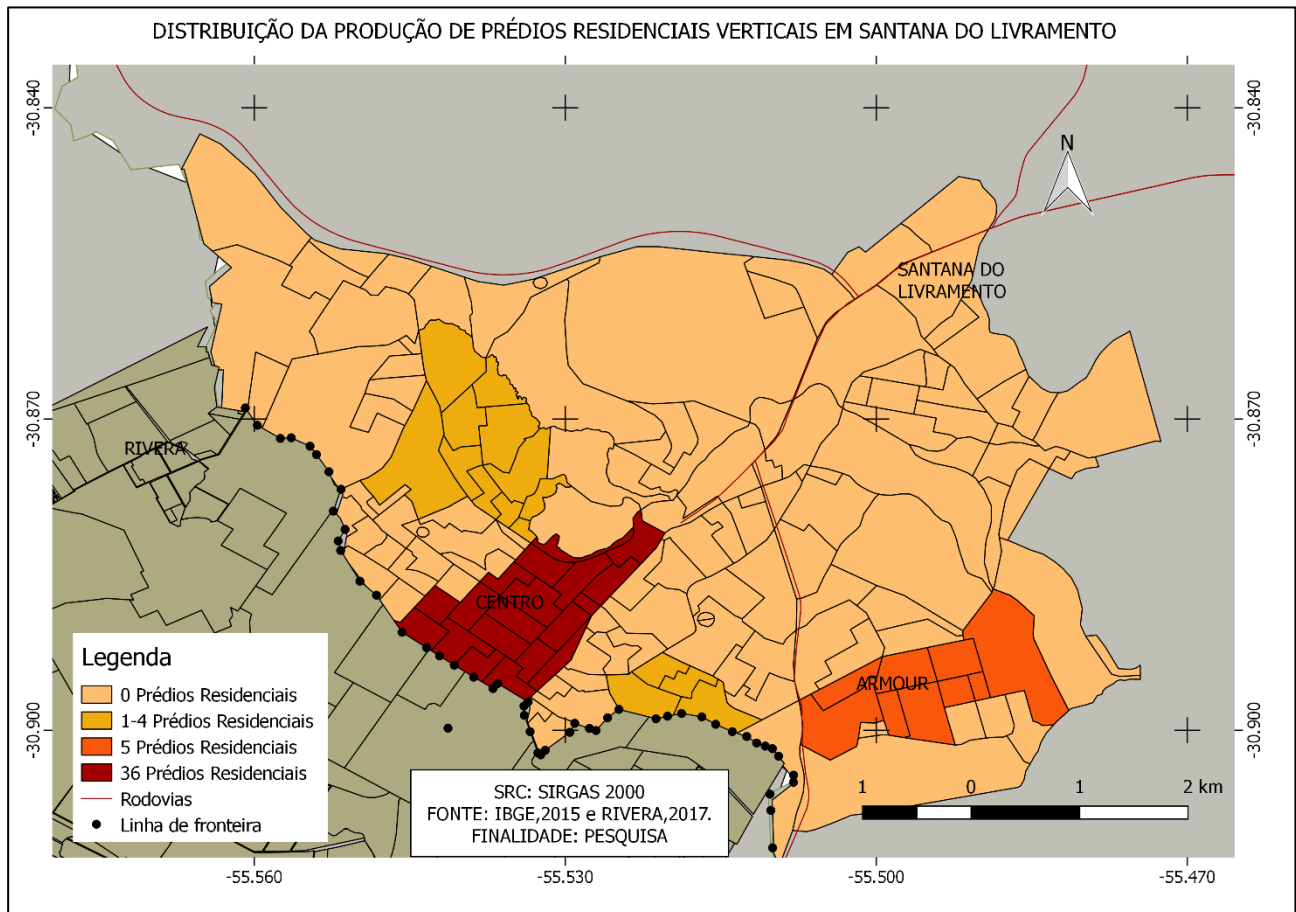 DISTRIBUIÇÃO DA PRODUÇÃO DE PRÉDIOS RESIDENCIAIS VERTICAIS EM SANTANA DO LIVRAMENTO
-30.840
-30.840
N
SANTANA DO
LIVRAMENTO
-30.870
-30.870
RIVERA
CENTRO
ARMOUR
-30.900
-30.900
Legenda
0 Prédios Residenciais
1-4 Prédios Residenciais
5 Prédios Residenciais
36 Prédios Residenciais
Rodovias
Linha de fronteira
SRC: SIRGAS 2000
FONTE: IBGE,2015 e RIVERA,2017.
FINALIDADE: PESQUISA
1 0 1 2 km
-55.560 -55.530 -55.500 -55.470